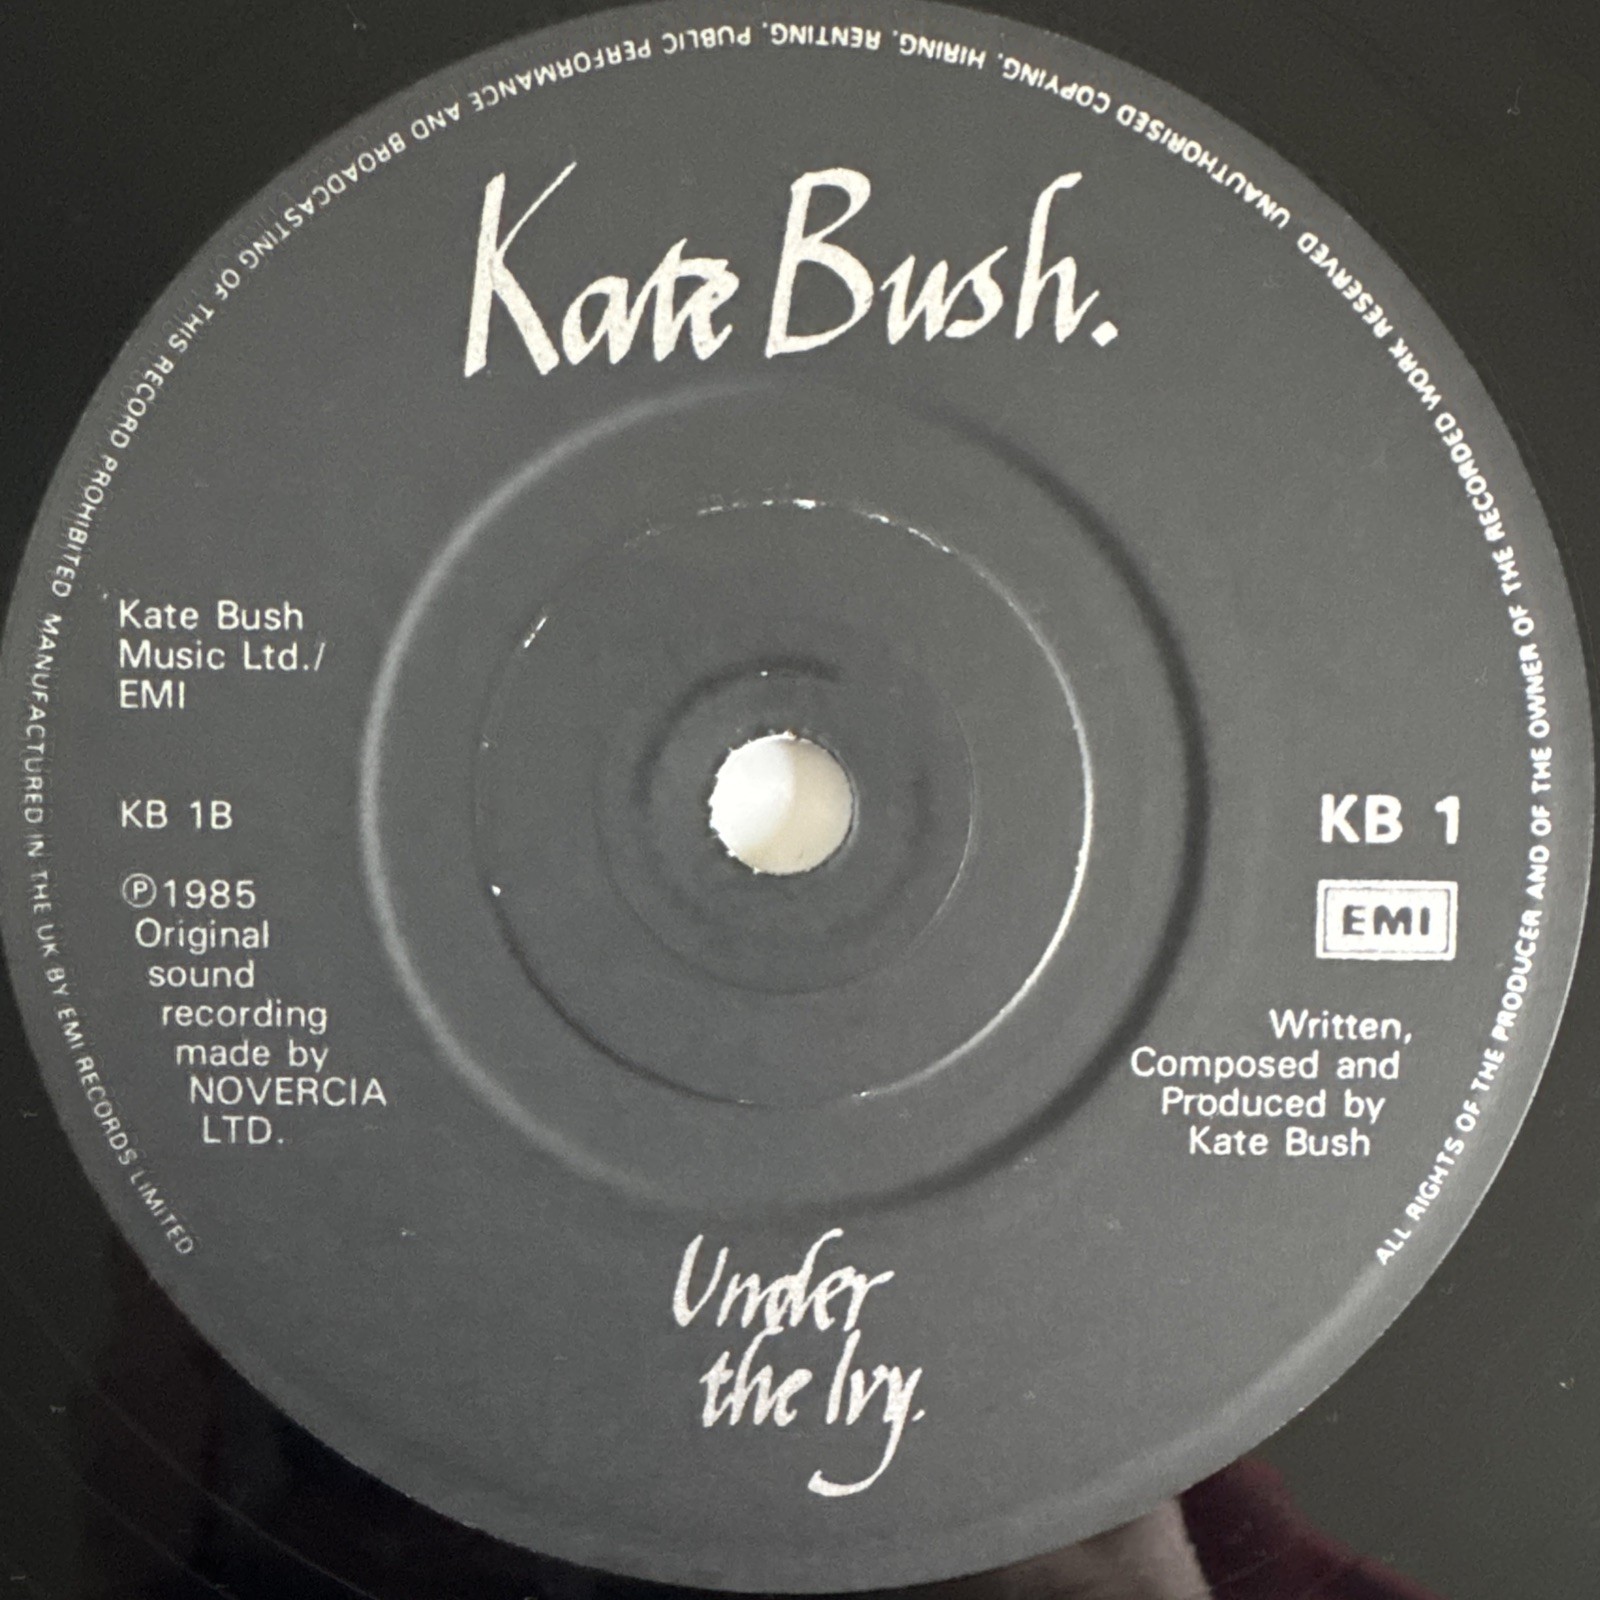 Kate Bush.
Kate Bush
Music Ltd./
EMI
KB 1B
℗1985
Original
sound
recording
made by
NOVERCIA
LTD.
KB 1
EMI
Written,
Composed and
Produced by
Kate Bush
Under
the Ivy.
ALL RIGHTS OF THE PRODUCER AND OF THE OWNER OF THE RECORDED WORK RESERVED UNAUTHORISED COPYING, HIRING, RENTING, PUBLIC PERFORMANCE AND BROADCASTING OF THIS RECORD PROHIBITED MANUFACTURED IN THE UK BY EMI RECORDS LIMITED